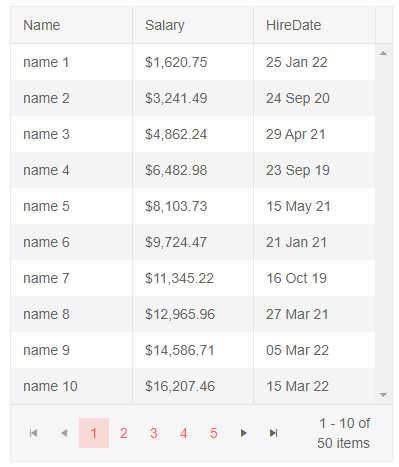 Name Salary HireDate
name 1 $1,620.75 25 Jan 22
name 2 $3,241.49 24 Sep 20
name 3 $4,862.24 29 Apr 21
name 4 $6,482.98 23 Sep 19
name 5 $8,103.73 15 May 21
name 6 $9,724.47 21 Jan 21
name 7 $11,345.22 16 Oct 19
name 8 $12,965.96 27 Mar 21
name 9 $14,586.71 05 Mar 22
name 10 $16,207.46 15 Mar 22
1 2 3 4 5
1 - 10 of
50 items